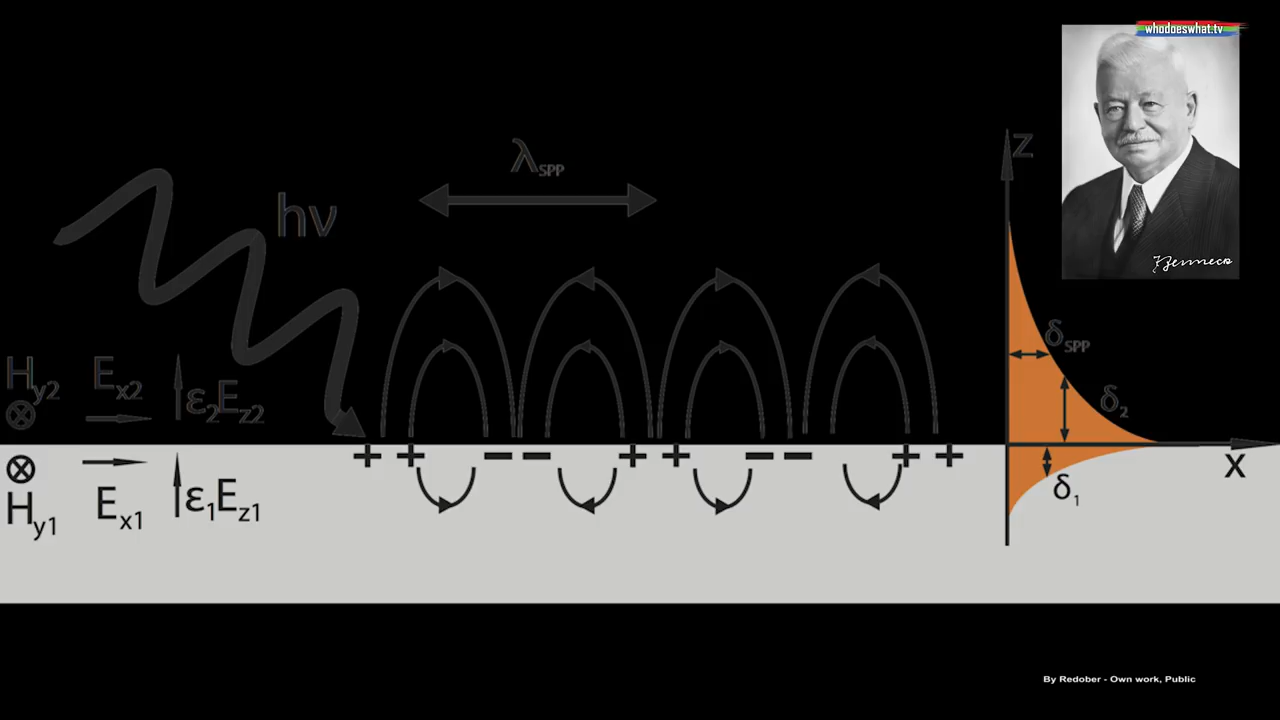 whodoeswhat.tv
z
λSPP
hν
δSPP
Hy2
Ex2
ε2Ez2
δ2
+ + − − + + − − + +
x
Hy1
Ex1
ε1Ez1
δ1
By Redober - Own work, Public